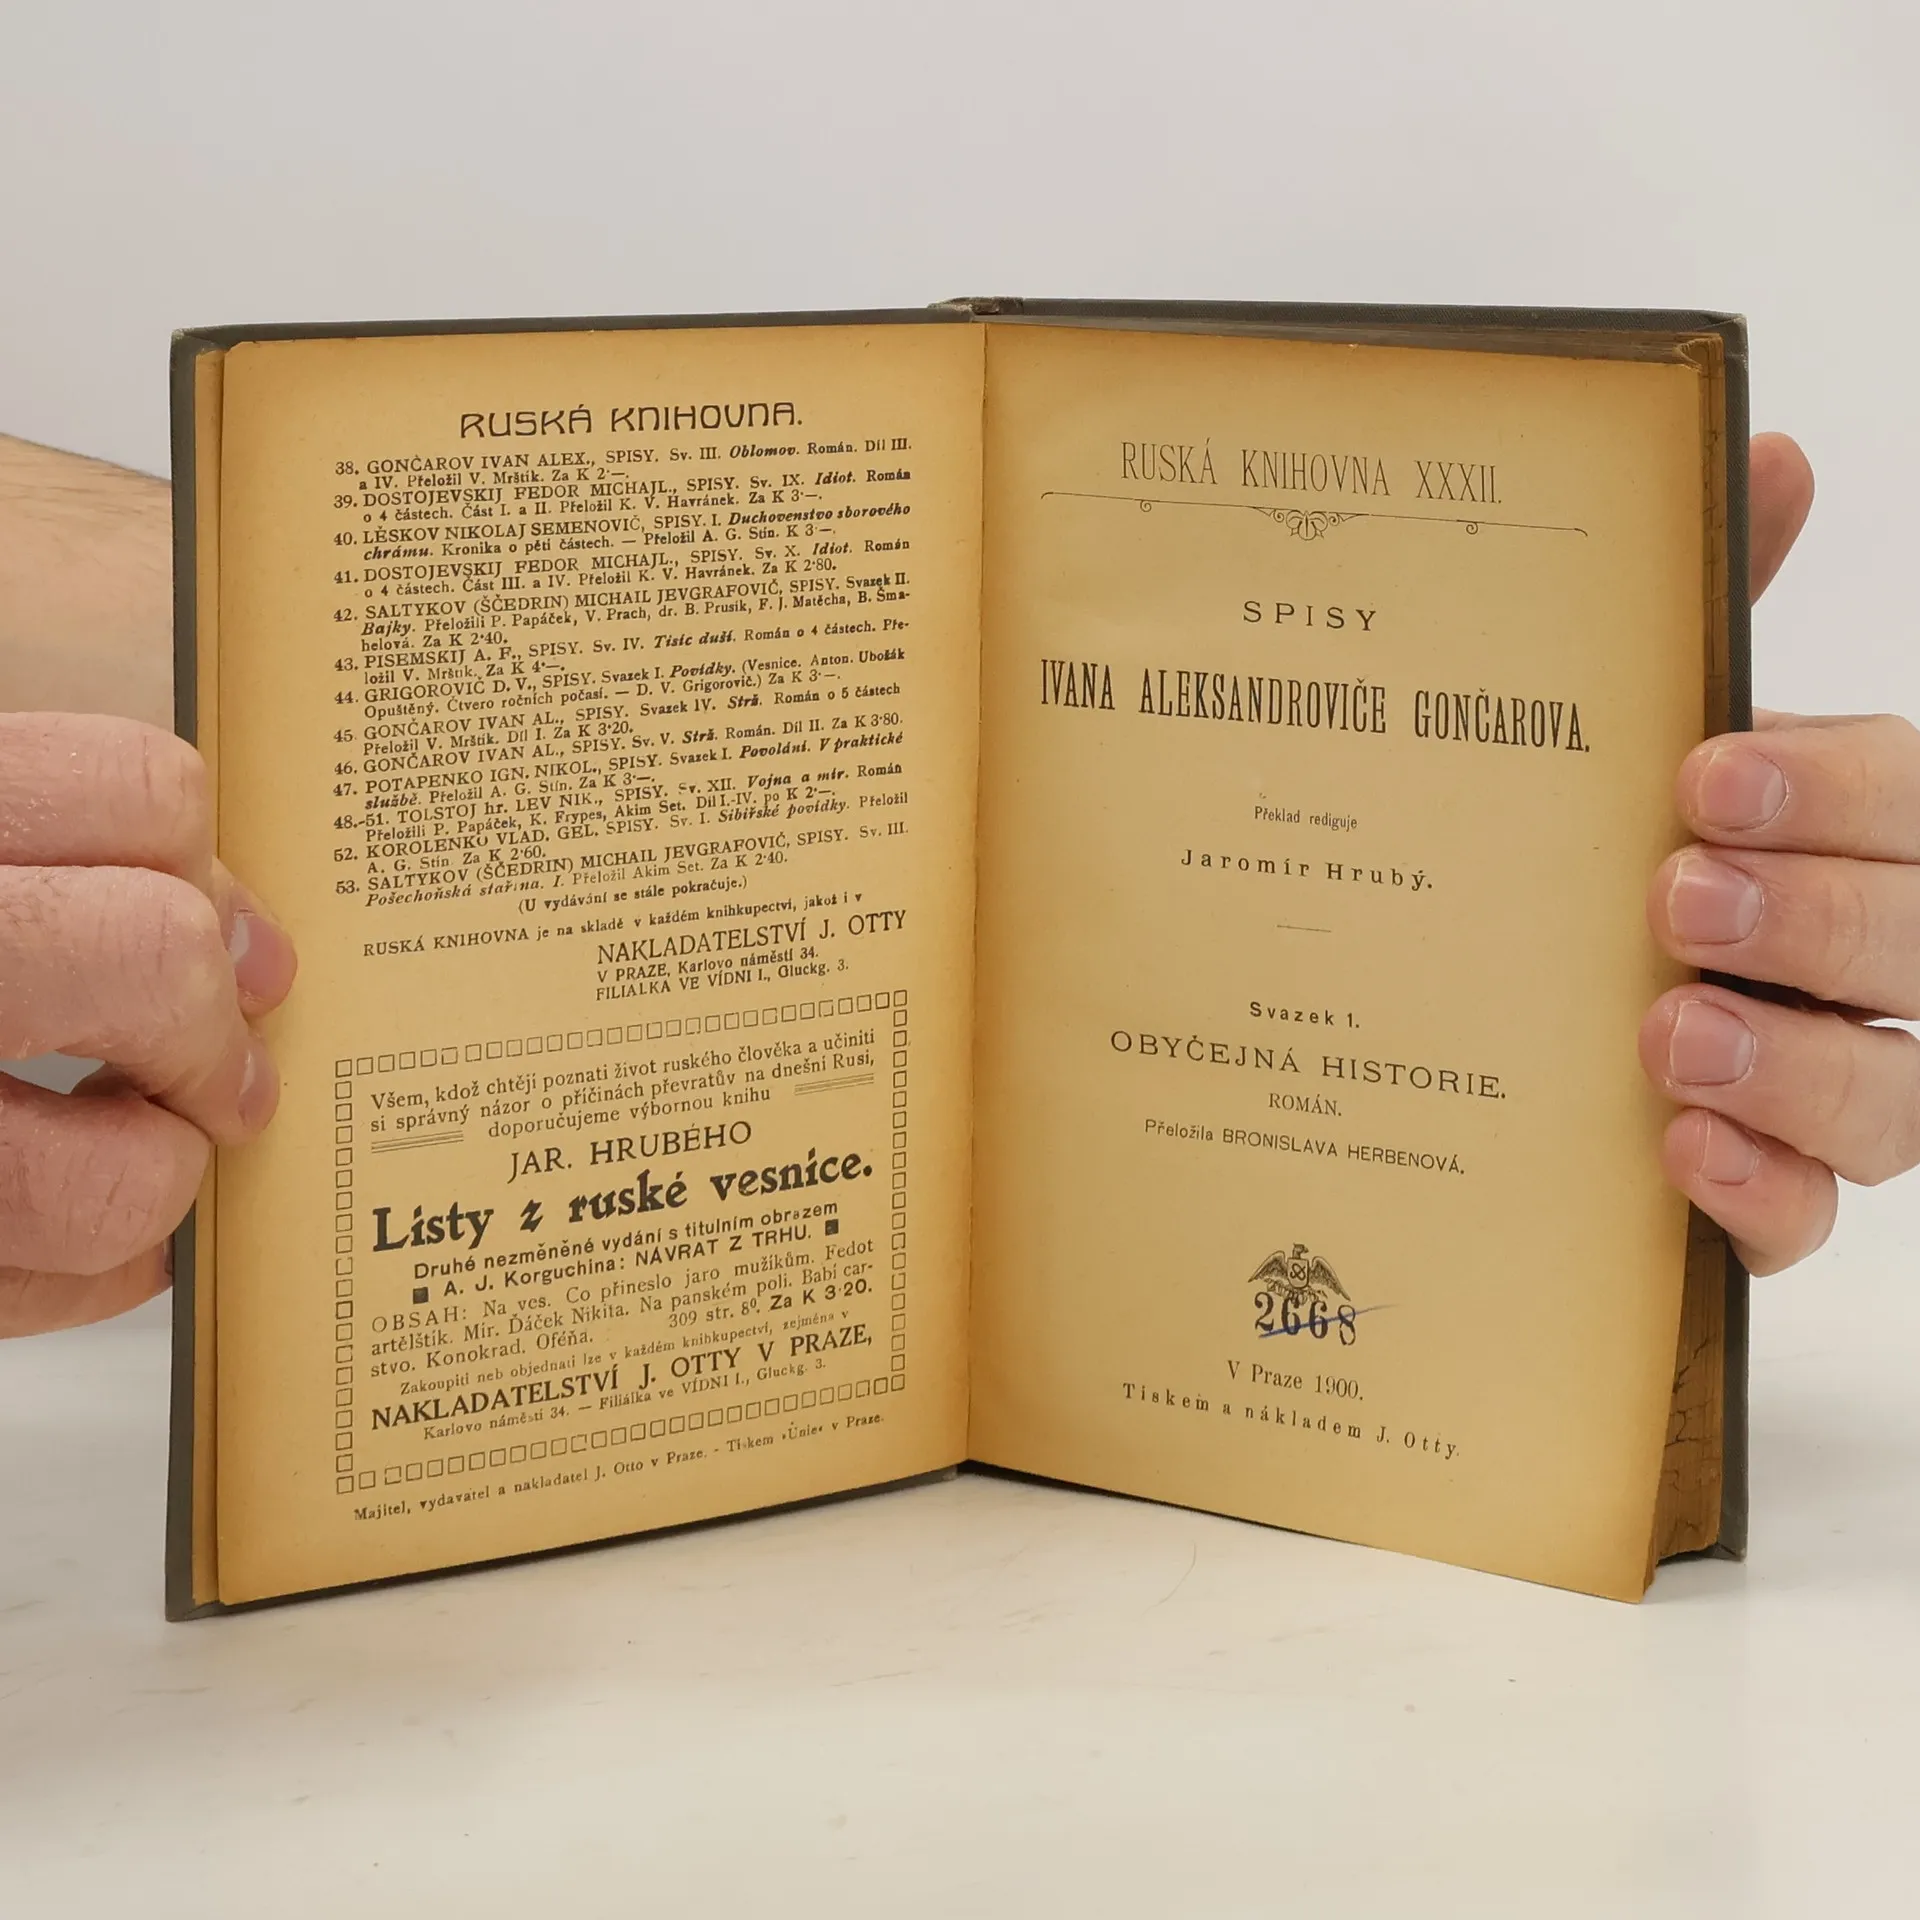 RUSKÁ KNIHOVNA.
38. GONČAROV IVAN ALEX., SPISY. Sv. III. Oblomov. Román. Díl III.
a IV. Přeložil V. Mrštík. Za K 2·—.
39. DOSTOJEVSKIJ FEDOR MICHAJL., SPISY. Sv. IX. Idiot. Román
o 4 částech. Část I. a II. Přeložil K. V. Havránek. Za K 3·—.
40. LĚSKOV NIKOLAJ SEMENOVIČ, SPISY. I. Duchovenstvo sborového
chrámu. Kronika o pěti částech. — Přeložil A. G. Stín. K 3·—.
41. DOSTOJEVSKIJ FEDOR MICHAJL., SPISY. Sv. X. Idiot. Román
o 4 částech. Část III. a IV. Přeložil K. V. Havránek. Za K 2·80.
42. SALTYKOV (ŠČEDRIN) MICHAIL JEVGRAFOVIČ, SPISY. Svazek II.
Bajky. Přeložili P. Papáček, V. Prach, dr. B. Prusík, F. J. Matěcha, B. Šma-
helová. Za K 2·40.
43. PISEMSKIJ A. F., SPISY. Sv. IV. Tisíc duší. Román o 4 částech. Pře-
ložil V. Mrštík. Za K 4·—.
44. GRIGOROVIČ D. V., SPISY. Svazek I. Povídky. (Vesnice. Anton. Ubožák
Opuštěný. Čtvero ročních počasí. — D. V. Grigorovič.) Za K 3·—.
45. GONČAROV IVAN AL., SPISY. Svazek IV. Strž. Román o 5 částech
Přeložil V. Mrštík. Díl I. Za K 3·20.
46. GONČAROV IVAN AL., SPISY. Sv. V. Strž. Román. Díl II. Za K 3·80.
47. POTAPENKO IGN. NIKOL., SPISY. Svazek I. Povolání. V praktické
službě. Přeložil A. G. Stín. Za K 3·—.
48.-51. TOLSTOJ hr. LEV NIK., SPISY. Sv. XII. Vojna a mír. Román
Přeložili P. Papáček, K. Frypes, Akim Set. Díl I.-IV. po K 2·—.
52. KOROLENKO VLAD. GEL. SPISY. Sv. I. Sibiřské povídky. Přeložil
A. G. Stín. Za K 2·60.
53. SALTYKOV (ŠČEDRIN) MICHAIL JEVGRAFOVIČ, SPISY. Sv. III.
Pošechoňská stařina. I. Přeložil Akim Set. Za K 2·40.
(U vydávání se stále pokračuje.)
RUSKÁ KNIHOVNA je na skladě v každém knihkupectví, jakož i v
NAKLADATELSTVÍ J. OTTY
V PRAZE, Karlovo náměstí 34.
FILIALKA VE VÍDNI I., Gluckg. 3.
Všem, kdož chtějí poznati život ruského člověka a učiniti
si správný názor o příčinách převratův na dnešní Rusi,
doporučujeme výbornou knihu
JAR. HRUBÉHO
Listy z ruské vesnice.
Druhé nezměněné vydání s titulním obrazem
A. J. Korguchina: NÁVRAT Z TRHU.
OBSAH: Na ves. Co přineslo jaro mužíkům. Fedot
artělštik. Mir. Ďáček Nikita. Na panském poli. Babí car-
stvo. Konokrad. Oféňa. 309 str. 8º. Za K 3·20.
Zakoupiti neb objednati lze v každém knihkupectví, zejména v
NAKLADATELSTVÍ J. OTTY V PRAZE,
Karlovo náměstí 34. — Filiálka ve VÍDNI I., Gluckg. 3.
Majitel, vydavatel a nakladatel J. Otto v Praze. - Tiskem »Unie« v Praze.
RUSKÁ KNIHOVNA XXXII.
SPISY
IVANA ALEKSANDROVIČE GONČAROVA.
Překlad rediguje
Jaromír Hrubý.
Svazek 1.
OBYČEJNÁ HISTORIE.
ROMÁN.
Přeložila BRONISLAVA HERBENOVÁ.
2668
V Praze 1900.
Tiskem a nákladem J. Otty.